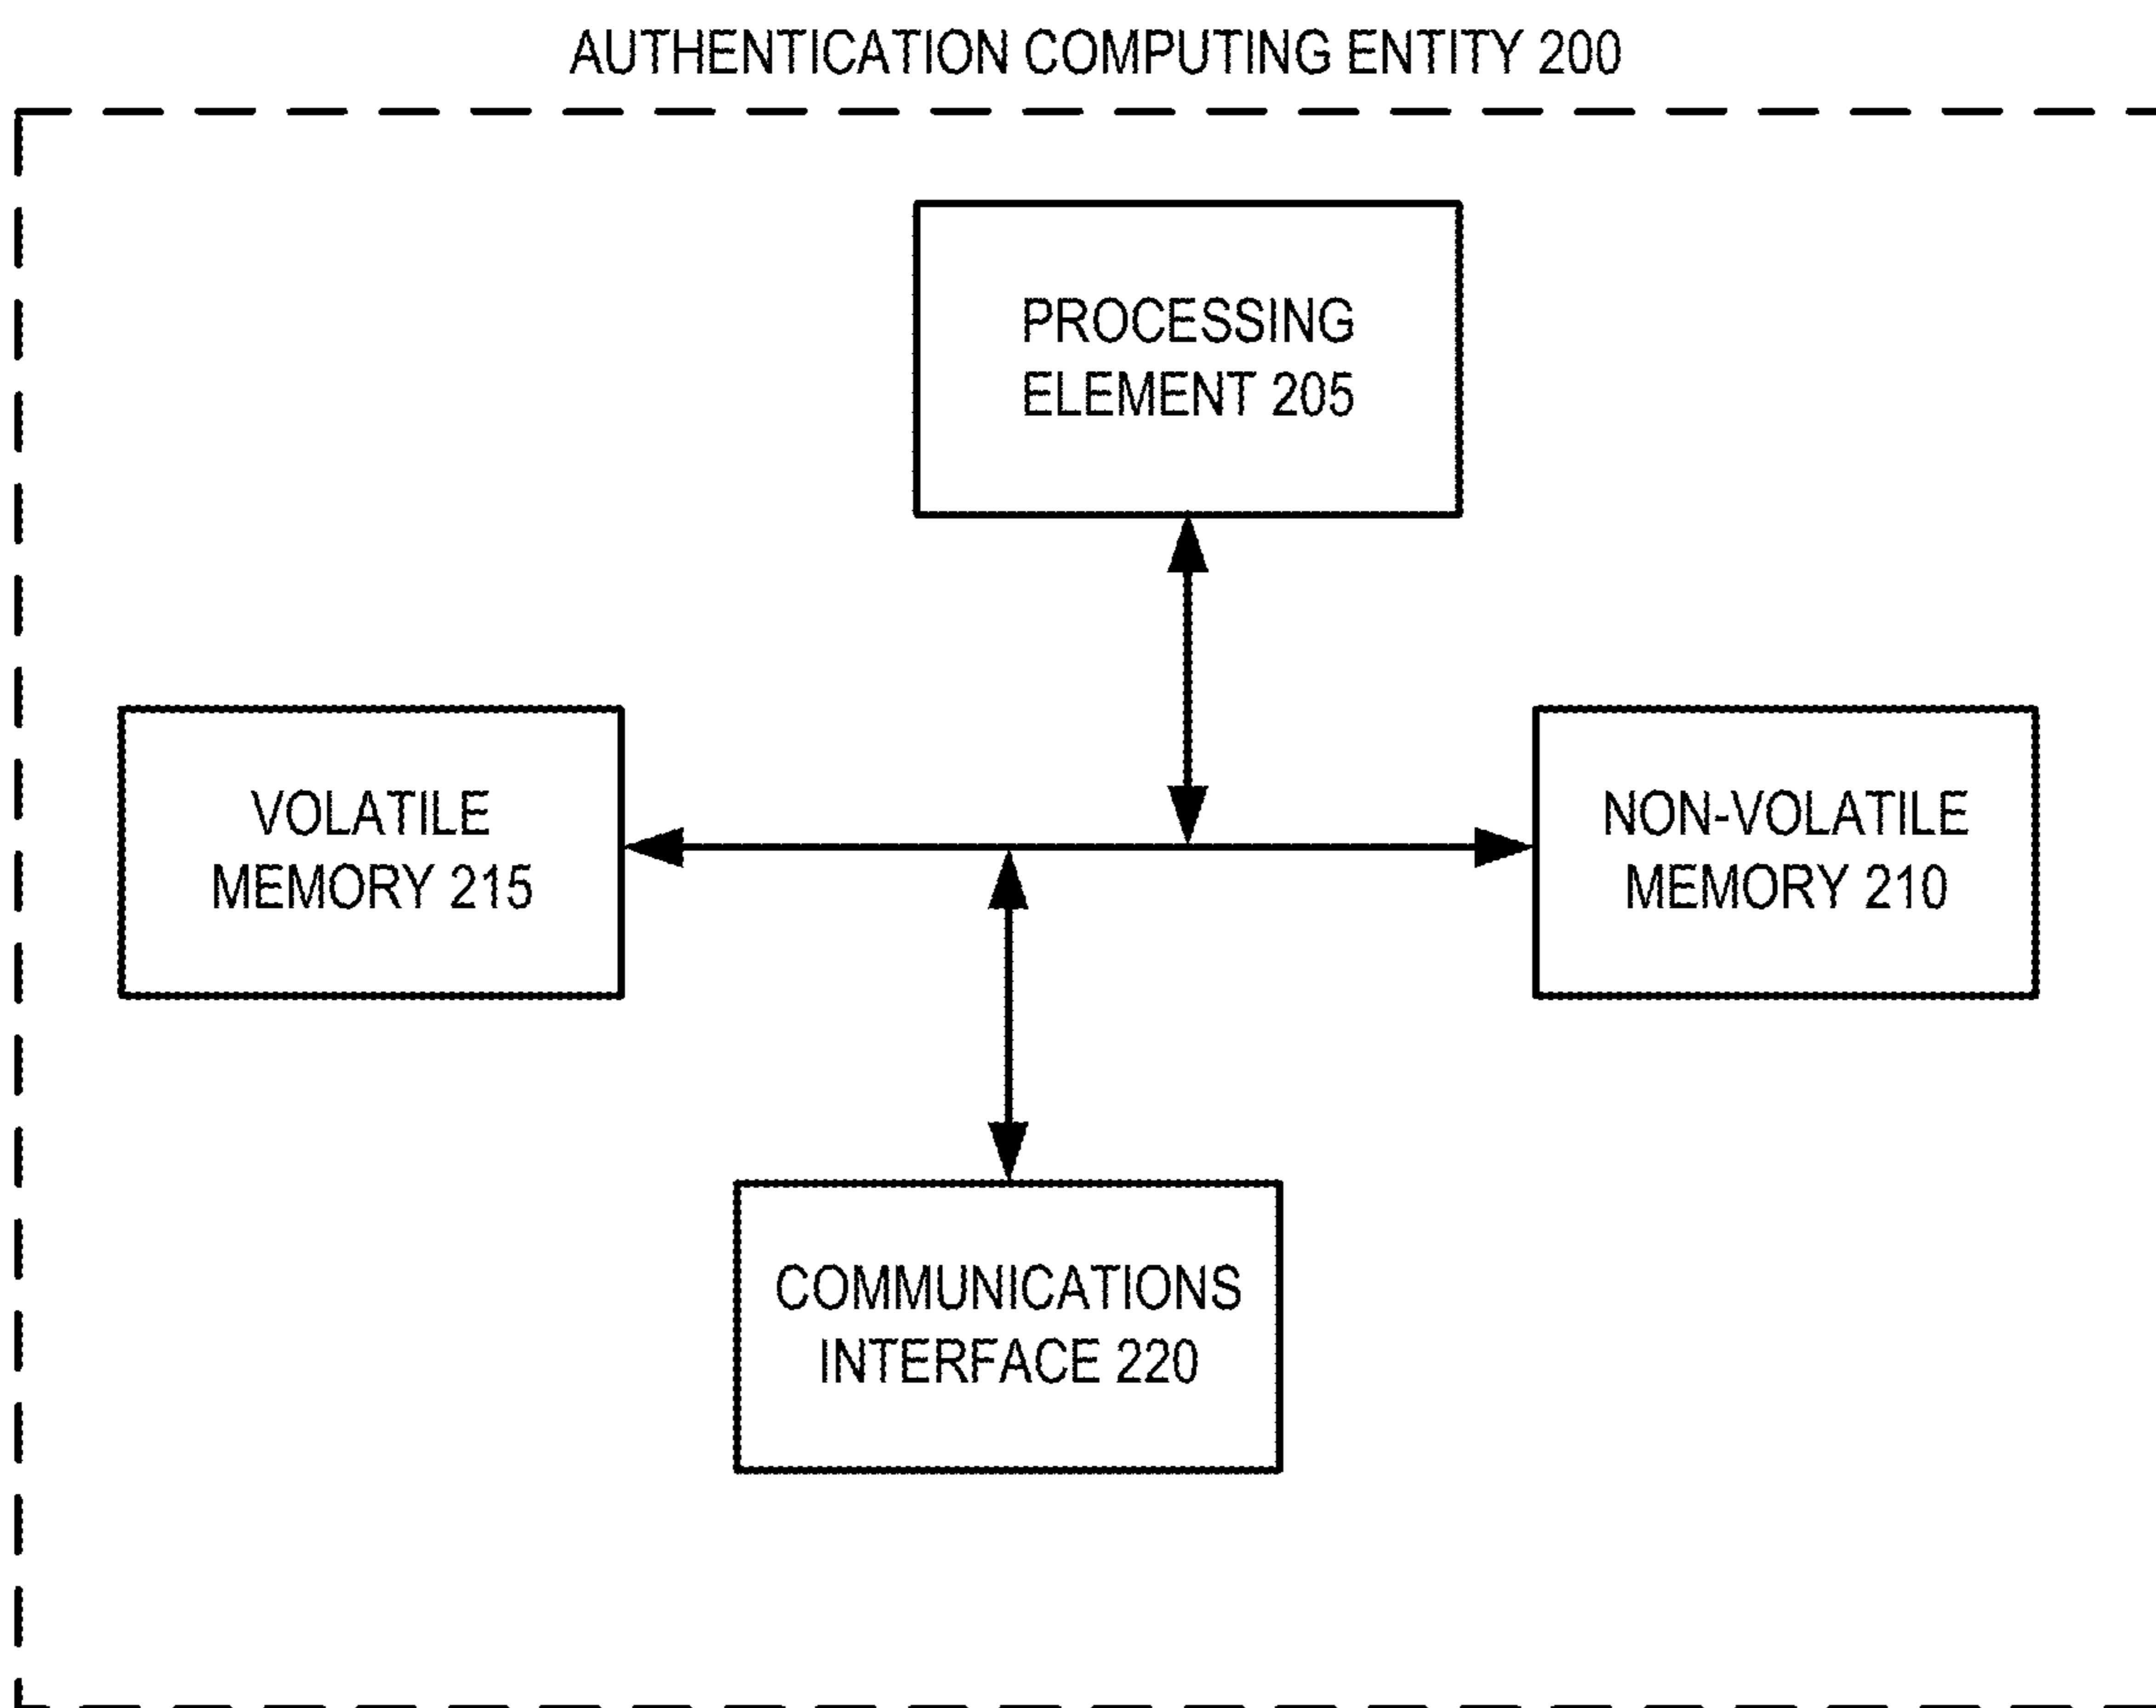 AUTHENTICATION COMPUTING ENTITY 200
PROCESSING
ELEMENT 205
VOLATILE
MEMORY 215
NON-VOLATILE
MEMORY 210
COMMUNICATIONS
INTERFACE 220